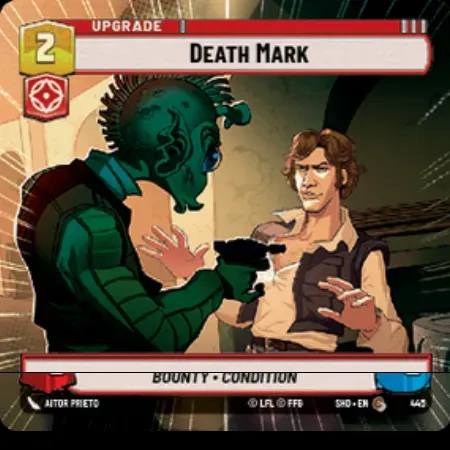 UPGRADE
2
DEATH MARK
BOUNTY • CONDITION
AITOR PRIETO
© LFL © FFG
SHD • EN
445